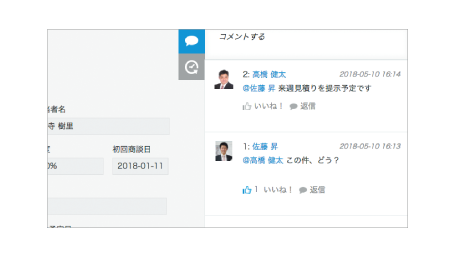 コメントする
2: 高橋 健太 2018-05-10 16:14
@佐藤 昇 来週見積りを提示予定です
いいね！ 返信
1: 佐藤 昇 2018-05-10 16:13
@高橋 健太 この件、どう？
1 いいね！ 返信
者名
寺 樹里
初回商談日
0% 2018-01-11